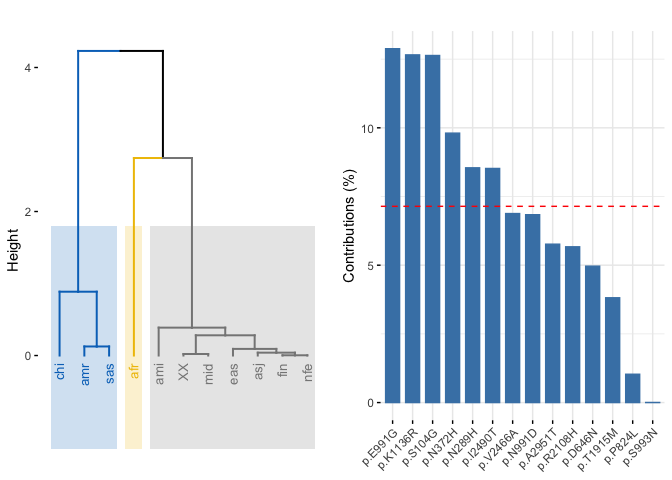 Height
4
2
0
chi
amr
sas
afr
ami
XX
mid
eas
asj
fin
nfe
Contributions (%)
10
5
0
p.E991G
p.K1136R
p.S104G
p.N372H
p.N289H
p.I2490T
p.V2466A
p.N991D
p.A2951T
p.R2108H
p.D646N
p.T1915M
p.P824L
p.S993N